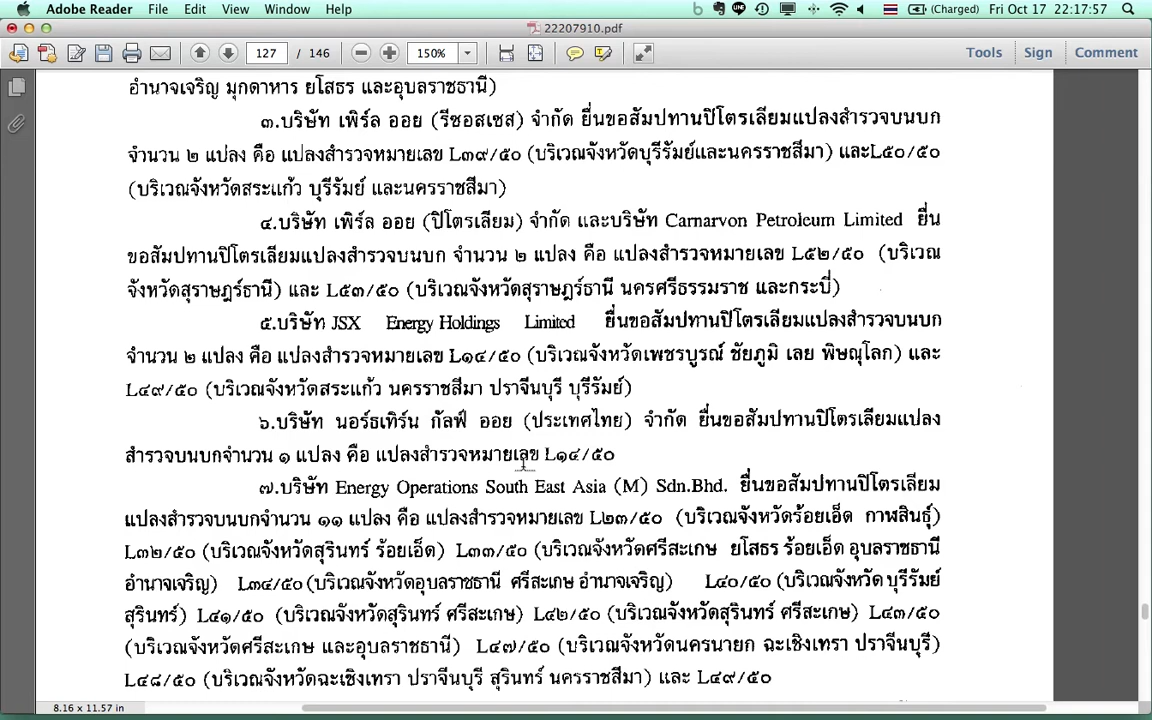 Adobe Reader File Edit View Window Help (Charged) Fri Oct 17 22:17:57
22207910.pdf
127 / 146 150% Tools Sign Comment
อำนาจเจริญ มุกดาหาร ยโสธร และอุบลราชธานี)
๓.บริษัท เพิร์ล ออย (รีซอสเซส) จำกัด ยื่นขอสัมปทานปิโตรเลียมแปลงสำรวจบนบก
จำนวน ๒ แปลง คือ แปลงสำรวจหมายเลข L๓๙/๕๐ (บริเวณจังหวัดบุรีรัมย์และนครราชสีมา) และL๕๐/๕๐
(บริเวณจังหวัดสระแก้ว บุรีรัมย์ และนครราชสีมา)
๔.บริษัท เพิร์ล ออย (ปิโตรเลียม) จำกัด และบริษัท Carnarvon Petroleum Limited ยื่น
ขอสัมปทานปิโตรเลียมแปลงสำรวจบนบก จำนวน ๒ แปลง คือ แปลงสำรวจหมายเลข L๕๒/๕๐ (บริเวณ
จังหวัดสุราษฎร์ธานี) และ L๕๓/๕๐ (บริเวณจังหวัดสุราษฎร์ธานี นครศรีธรรมราช และกระบี่)
๕.บริษัท JSX Energy Holdings Limited ยื่นขอสัมปทานปิโตรเลียมแปลงสำรวจบนบก
จำนวน ๒ แปลง คือ แปลงสำรวจหมายเลข L๑๔/๕๐ (บริเวณจังหวัดเพชรบูรณ์ ชัยภูมิ เลย พิษณุโลก) และ
L๔๙/๕๐ (บริเวณจังหวัดสระแก้ว นครราชสีมา ปราจีนบุรี บุรีรัมย์)
๖.บริษัท นอร์ธเทิร์น กัลฟ์ ออย (ประเทศไทย) จำกัด ยื่นขอสัมปทานปิโตรเลียมแปลง
สำรวจบนบกจำนวน ๑ แปลง คือ แปลงสำรวจหมายเลข L๑๔/๕๐
๗.บริษัท Energy Operations South East Asia (M) Sdn.Bhd. ยื่นขอสัมปทานปิโตรเลียม
แปลงสำรวจบนบกจำนวน ๑๑ แปลง คือ แปลงสำรวจหมายเลข L๒๓/๕๐ (บริเวณจังหวัดร้อยเอ็ด กาฬสินธุ์)
L๓๒/๕๐ (บริเวณจังหวัดสุรินทร์ ร้อยเอ็ด) L๓๓/๕๐ (บริเวณจังหวัดศรีสะเกษ ยโสธร ร้อยเอ็ด อุบลราชธานี
อำนาจเจริญ) L๓๔/๕๐ (บริเวณจังหวัดอุบลราชธานี ศรีสะเกษ อำนาจเจริญ) L๔๐/๕๐ (บริเวณจังหวัด บุรีรัมย์
สุรินทร์) L๔๑/๕๐ (บริเวณจังหวัดสุรินทร์ ศรีสะเกษ) L๔๒/๕๐ (บริเวณจังหวัดสุรินทร์ ศรีสะเกษ) L๔๓/๕๐
(บริเวณจังหวัดศรีสะเกษ และอุบลราชธานี) L๔๗/๕๐ (บริเวณจังหวัดนครนายก ฉะเชิงเทรา ปราจีนบุรี)
L๔๘/๕๐ (บริเวณจังหวัดฉะเชิงเทรา ปราจีนบุรี สุรินทร์ นครราชสีมา) และ L๔๙/๕๐
8.16 x 11.57 in